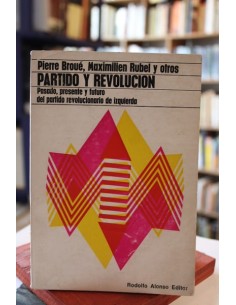 Pierre Broué, Maximilien Rubel y otros
PARTIDO Y REVOLUCION
Pasado, presente y futuro
del partido revolucionario de izquierda
Rodolfo Alonso Editor